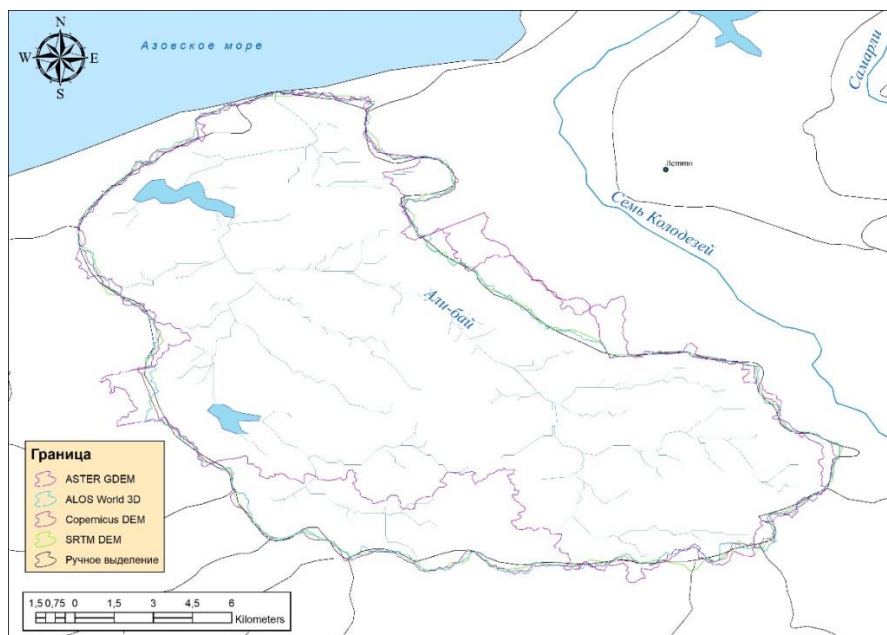 N
W E
S
Азовское море
Самарли
Семь Колодезей
Али-бай
Граница
ASTER GDEM
ALOS World 3D
Copernicus DEM
SRTM DEM
Ручное выделение
1,5 0,75 0 1,5 3 4,5 6
Kilometers